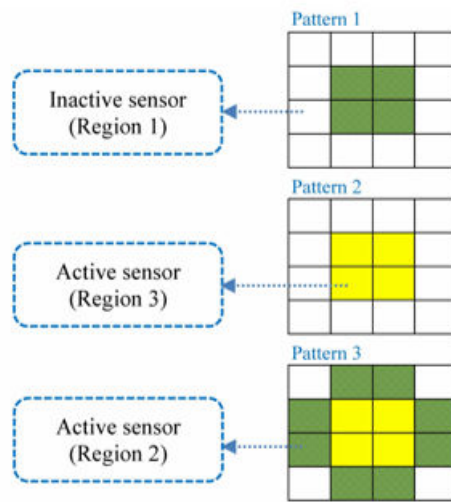 Pattern 1
Inactive sensor
(Region 1)
Pattern 2
Active sensor
(Region 3)
Pattern 3
Active sensor
(Region 2)